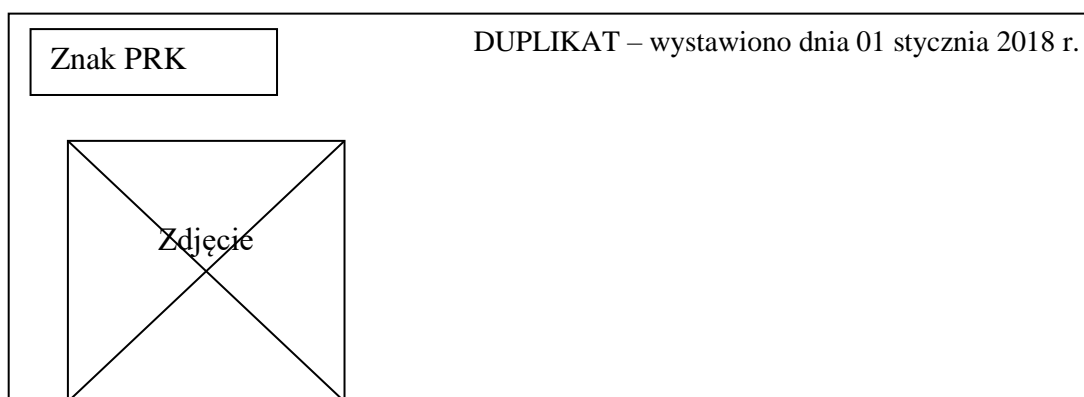 DUPLIKAT – wystawiono dnia 01 stycznia 2018 r.
Znak PRK
Zdjęcie